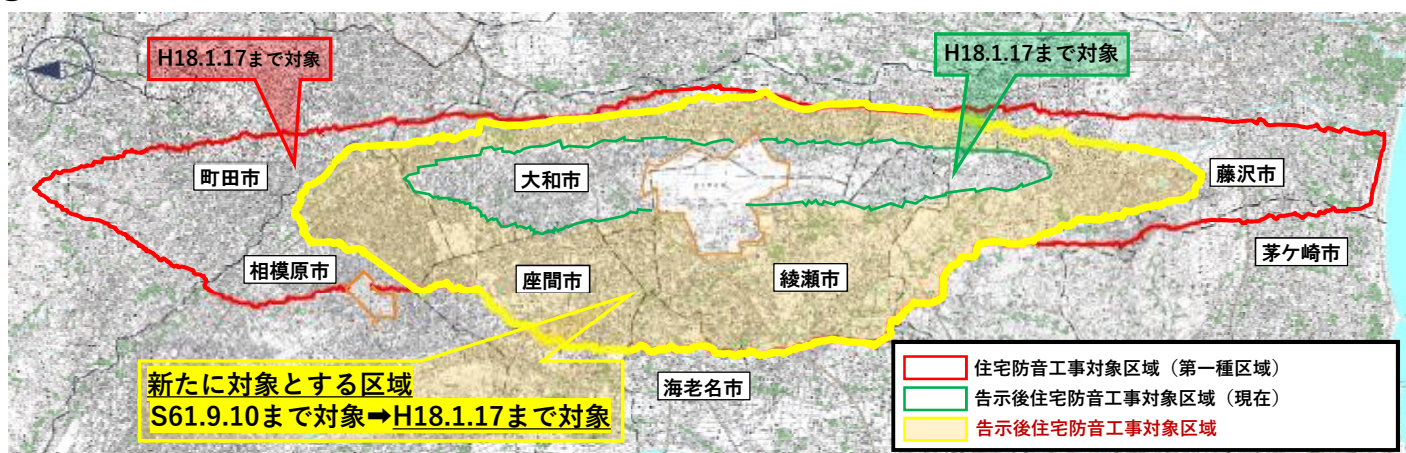 H18.1.17まで対象
H18.1.17まで対象
町田市
大和市
藤沢市
相模原市
座間市
綾瀬市
茅ケ崎市
新たに対象とする区域
S61.9.10まで対象➡H18.1.17まで対象
海老名市
住宅防音工事対象区域（第一種区域）
告示後住宅防音工事対象区域（現在）
告示後住宅防音工事対象区域